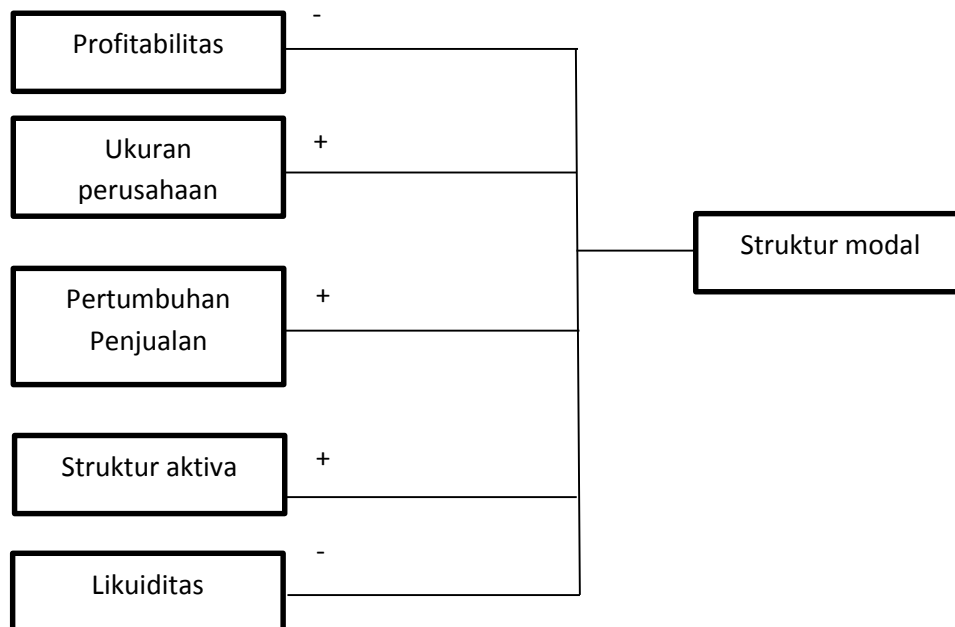 -
Profitabilitas
+
Ukuran
perusahaan
Struktur modal
+
Pertumbuhan
Penjualan
+
Struktur aktiva
-
Likuiditas